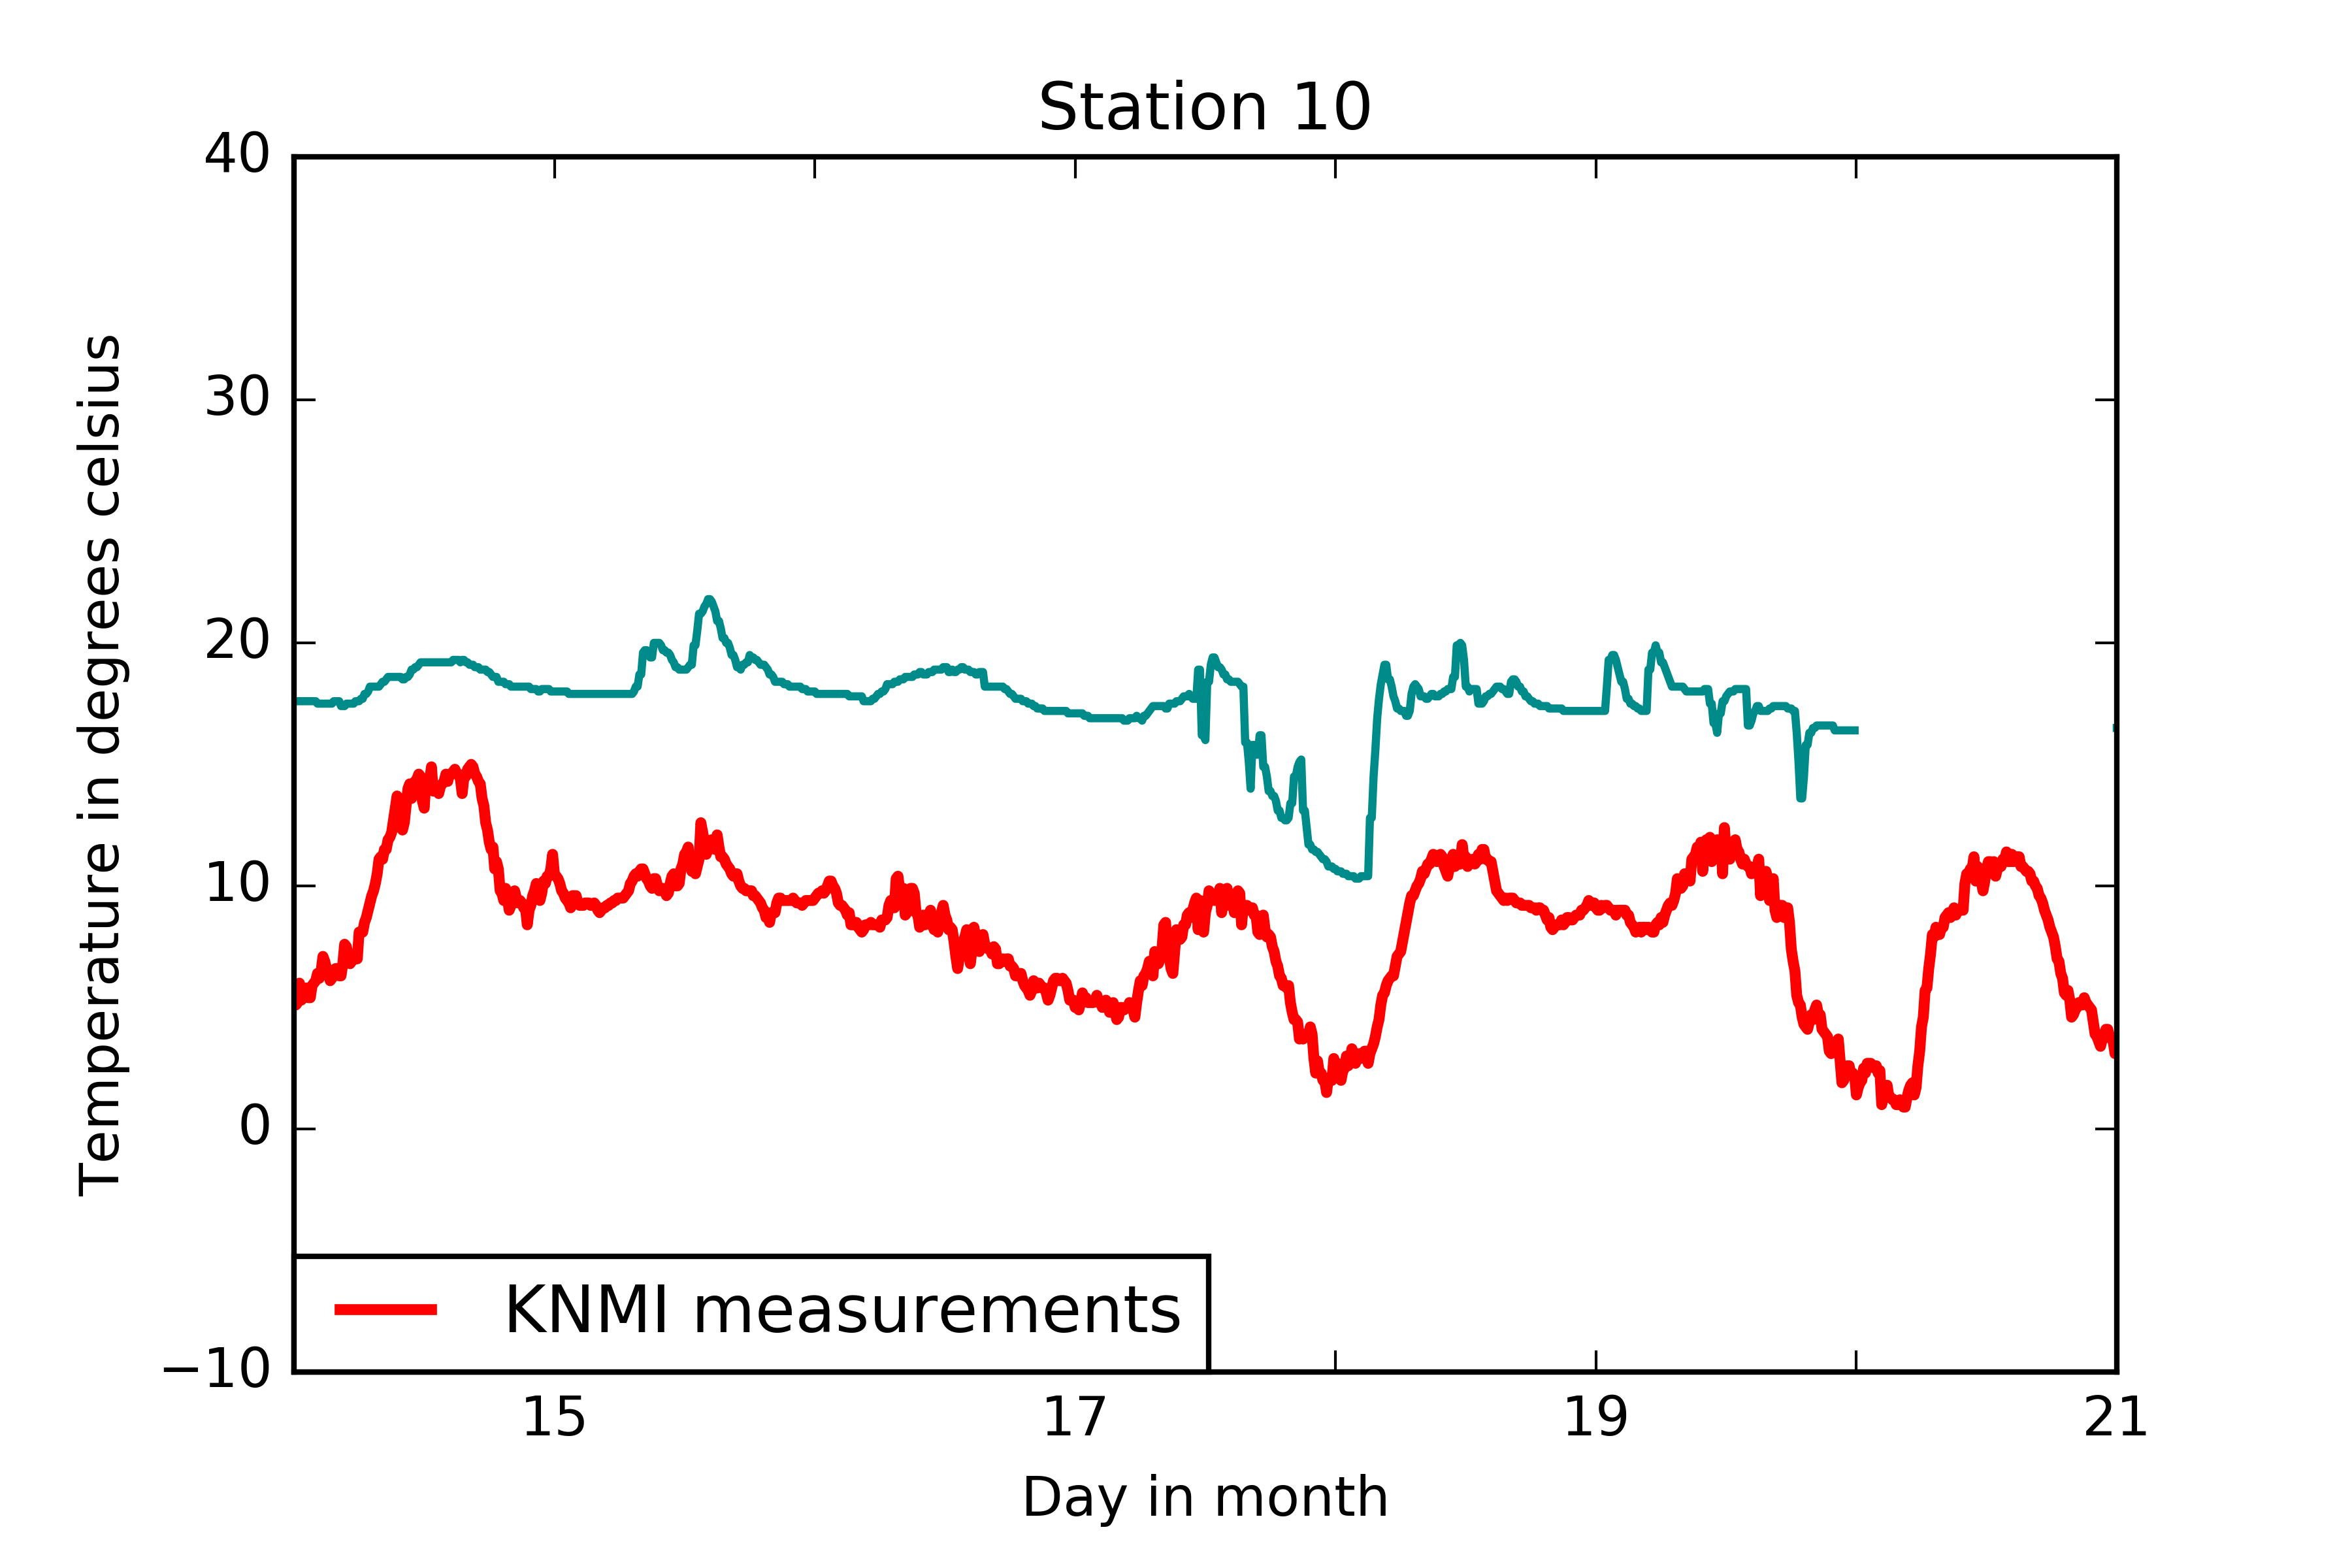 Station 10
40
30
20
10
0
−10
Temperature in degrees celsius
KNMI measurements
15 17 19 21
Day in month